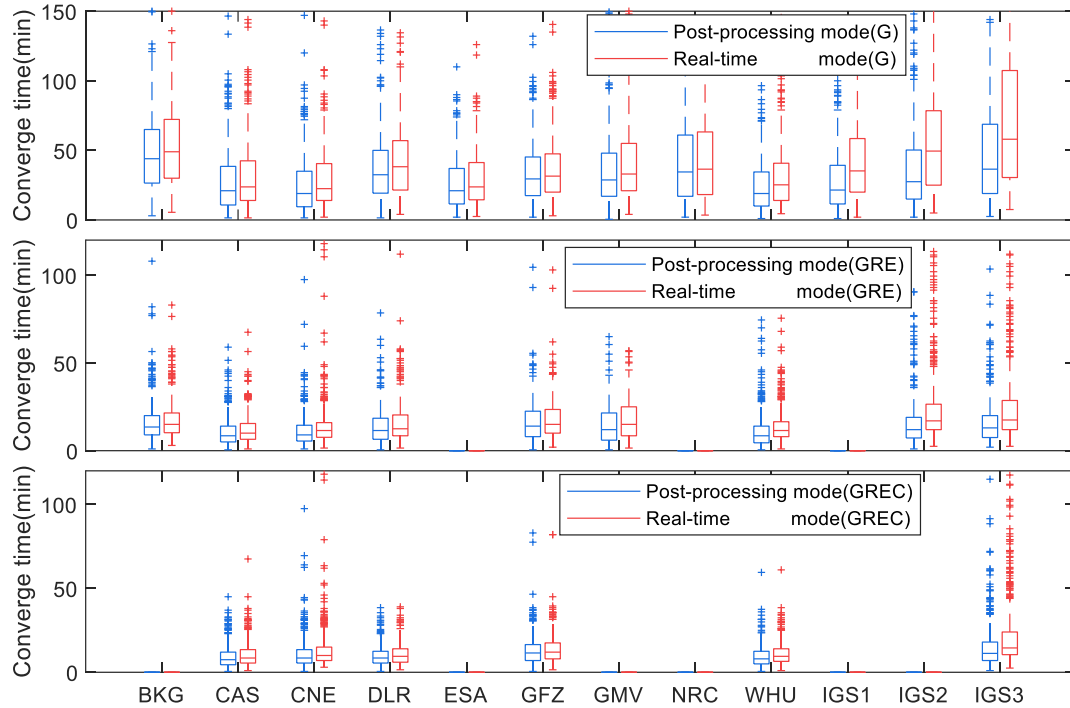 Converge time(min)
150
100
50
0
Post-processing mode(G)
Real-time mode(G)
Converge time(min)
100
50
0
Post-processing mode(GRE)
Real-time mode(GRE)
Converge time(min)
100
50
0
Post-processing mode(GREC)
Real-time mode(GREC)
BKG CAS CNE DLR ESA GFZ GMV NRC WHU IGS1 IGS2 IGS3